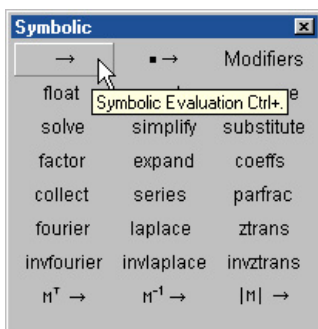 Symbolic
→ ▪ → Modifiers
float e
Symbolic Evaluation Ctrl+.
solve simplify substitute
factor expand coeffs
collect series parfrac
fourier laplace ztrans
invfourier invlaplace invztrans
Mᵀ → M⁻¹ → |M| →